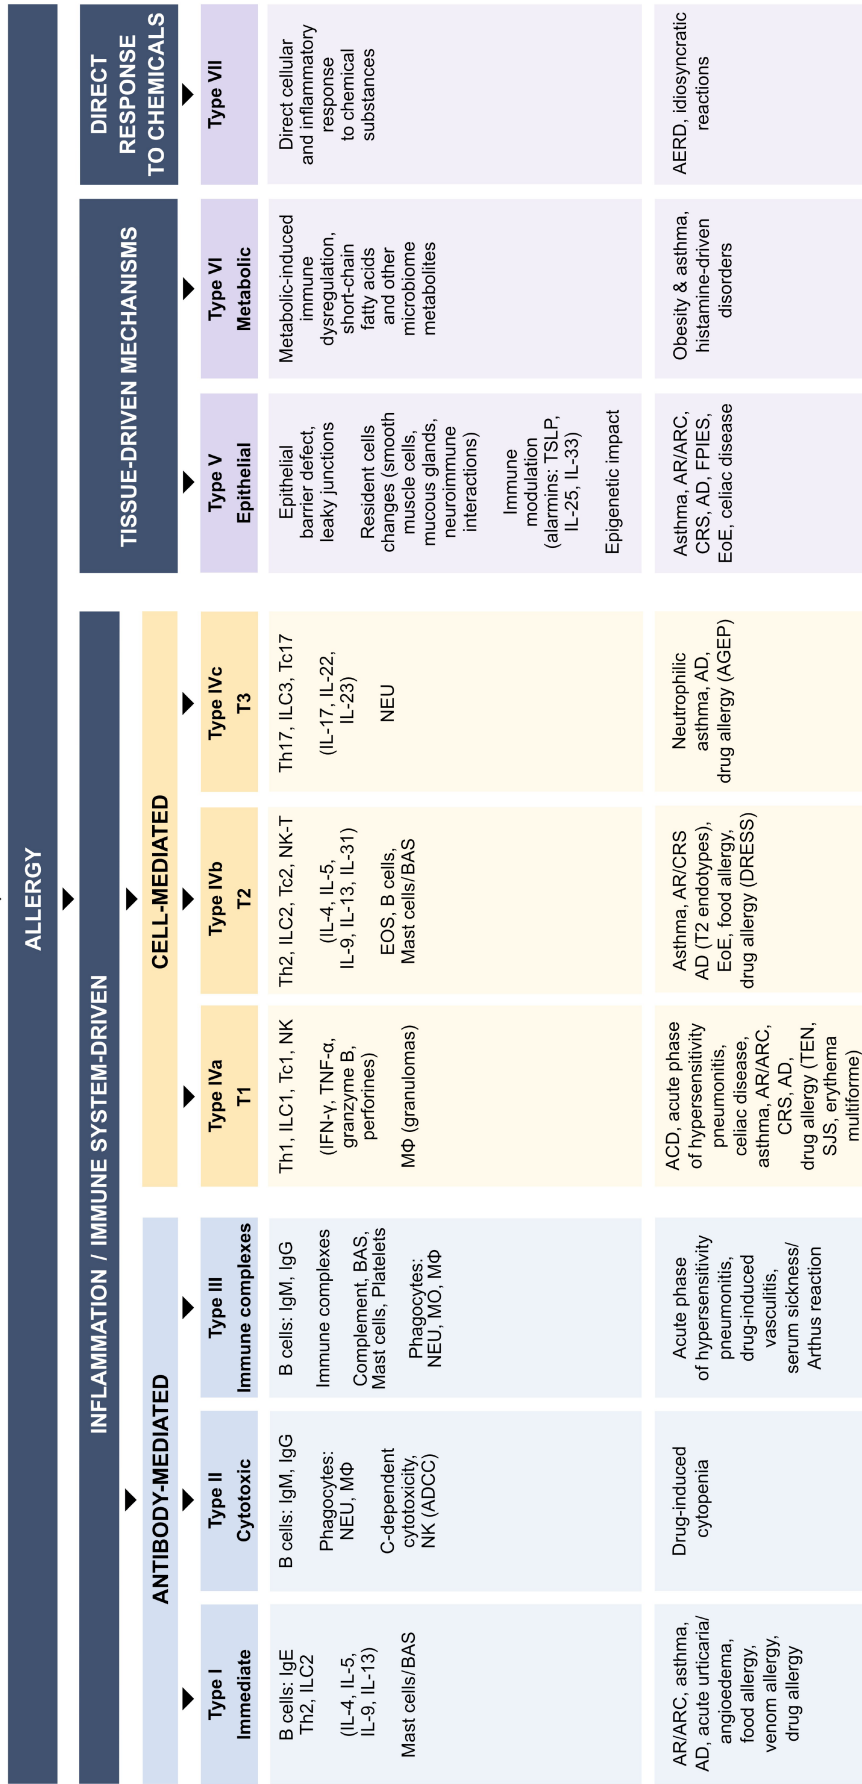 ALLERGY
INFLAMMATION / IMMUNE SYSTEM-DRIVEN
TISSUE-DRIVEN MECHANISMS
DIRECT
RESPONSE
TO CHEMICALS
ANTIBODY-MEDIATED
CELL-MEDIATED
Type I
Immediate
B cells: IgE
Th2, ILC2
(IL-4, IL-5,
IL-9, IL-13)
Mast cells/BAS
AR/ARC, asthma,
AD, acute urticaria/
angioedema,
food allergy,
venom allergy,
drug allergy
Type II
Cytotoxic
B cells: IgM, IgG
Phagocytes:
NEU, MΦ
C-dependent
cytotoxicity,
NK (ADCC)
Drug-induced
cytopenia
Type III
Immune complexes
B cells: IgM, IgG
Immune complexes
Complement, BAS,
Mast cells, Platelets
Phagocytes:
NEU, MO, MΦ
Acute phase
of hypersensitivity
pneumonitis,
drug-induced
vasculitis,
serum sickness/
Arthus reaction
Type IVa
T1
Th1, ILC1, Tc1, NK
(IFN-γ, TNF-α,
granzyme B,
perforines)
MΦ (granulomas)
ACD, acute phase
of hypersensitivity
pneumonitis,
celiac disease,
asthma, AR/ARC,
CRS, AD,
drug allergy (TEN,
SJS, erythema
multiforme)
Type IVb
T2
Th2, ILC2, Tc2, NK-T
(IL-4, IL-5,
IL-9, IL-13, IL-31)
EOS, B cells,
Mast cells/BAS
Asthma, AR/CRS
AD (T2 endotypes),
EoE, food allergy,
drug allergy (DRESS)
Type IVc
T3
Th17, ILC3, Tc17
(IL-17, IL-22,
IL-23)
NEU
Neutrophilic
asthma, AD,
drug allergy (AGEP)
Type V
Epithelial
Epithelial
barrier defect,
leaky junctions
Resident cells
changes (smooth
muscle cells,
mucous glands,
neuroimmune
interactions)
Immune
modulation
(alarmins: TSLP,
IL-25, IL-33)
Epigenetic impact
Asthma, AR/ARC,
CRS, AD, FPIES,
EoE, celiac disease
Type VI
Metabolic
Metabolic-induced
immune
dysregulation,
short-chain
fatty acids
and other
microbiome
metabolites
Obesity & asthma,
histamine-driven
disorders
Type VII
Direct cellular
and inflammatory
response
to chemical
substances
AERD, idiosyncratic
reactions